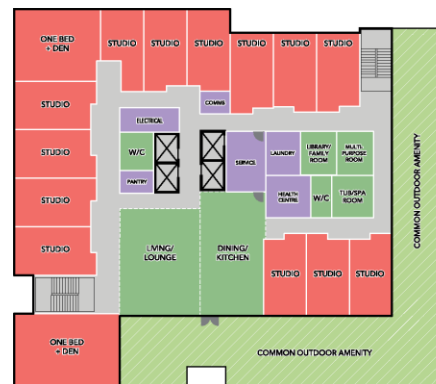 ONE BED
+ DEN
STUDIO
STUDIO
STUDIO
STUDIO
STUDIO
STUDIO
STUDIO
COMMS
ELECTRICAL
STUDIO
W/C
SERVICE
LAUNDRY
LIBRARY/
FAMILY
ROOM
MULTI
PURPOSE
ROOM
PANTRY
HEALTH
CENTRE
W/C
TUB/SPA
ROOM
STUDIO
STUDIO
LIVING/
LOUNGE
DINING/
KITCHEN
STUDIO
STUDIO
STUDIO
COMMON OUTDOOR AMENITY
ONE BED
+ DEN
COMMON OUTDOOR AMENITY